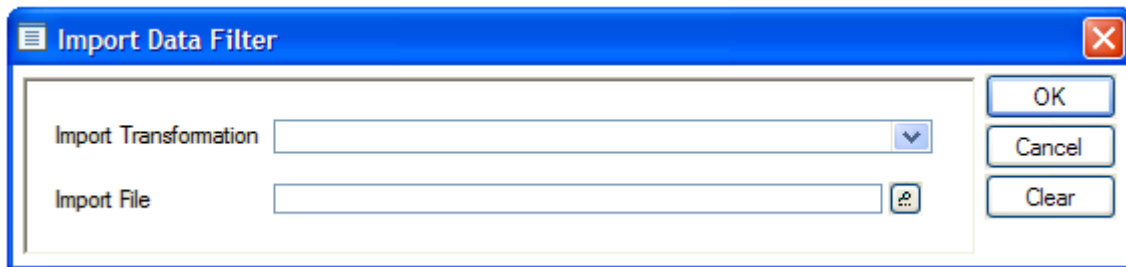 Import Data Filter
OK
Import Transformation
Cancel
Import File
Clear